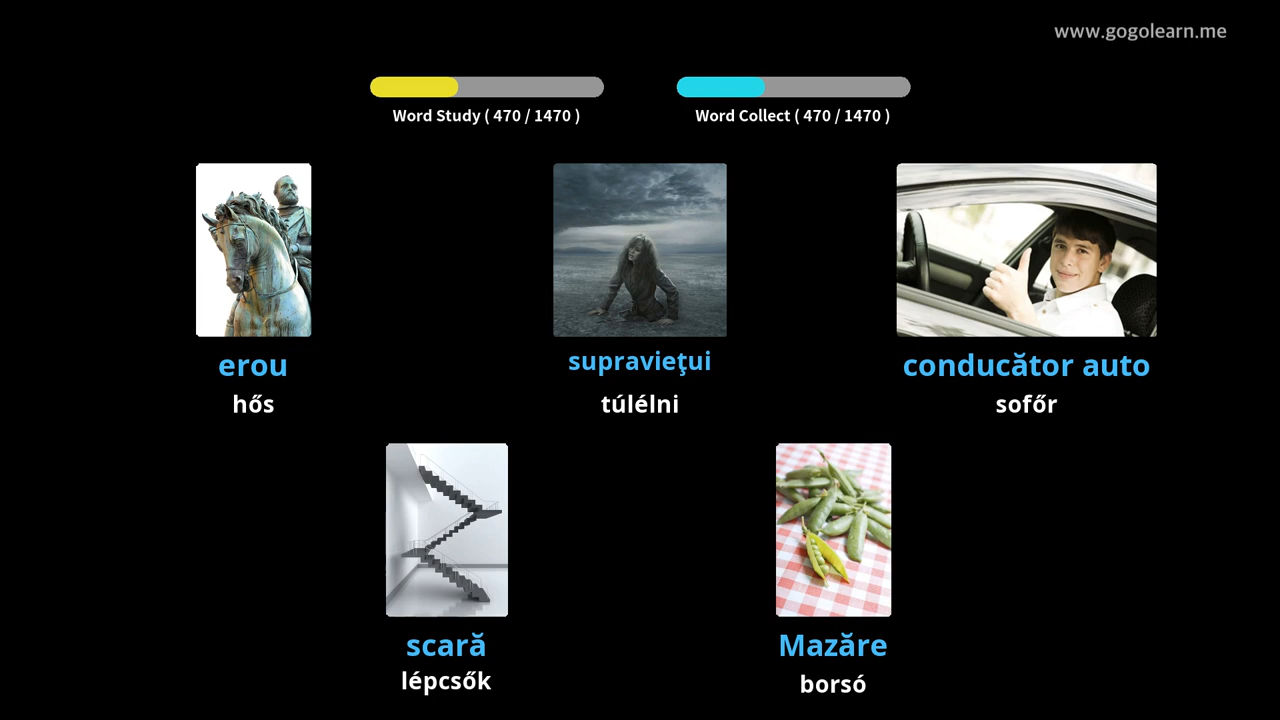 www.gogolearn.me
Word Study ( 470 / 1470 )
Word Collect ( 470 / 1470 )
erou
supravieţui
conducător auto
hős
túlélni
sofőr
scară
Mazăre
lépcsők
borsó